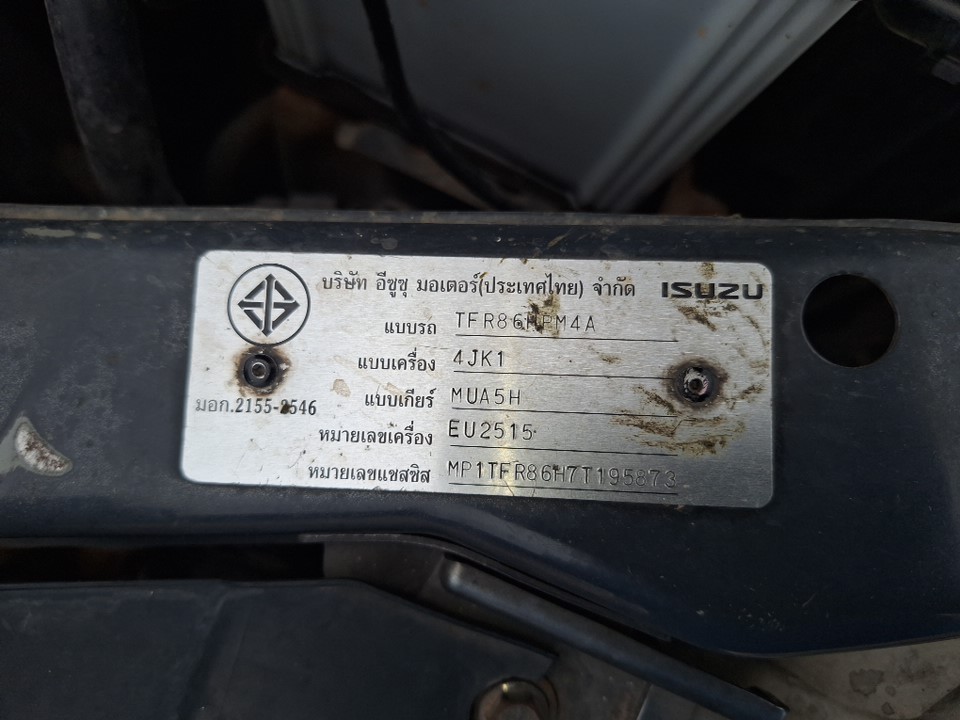 บริษัท อีซูซุ มอเตอร์(ประเทศไทย) จำกัด ISUZU
แบบรถ TFR86HPM4A
แบบเครื่อง 4JK1
แบบเกียร์ MUA5H
มอก.2155-2546
หมายเลขเครื่อง EU2515
หมายเลขแชสซิส MP1TFR86H7T195873